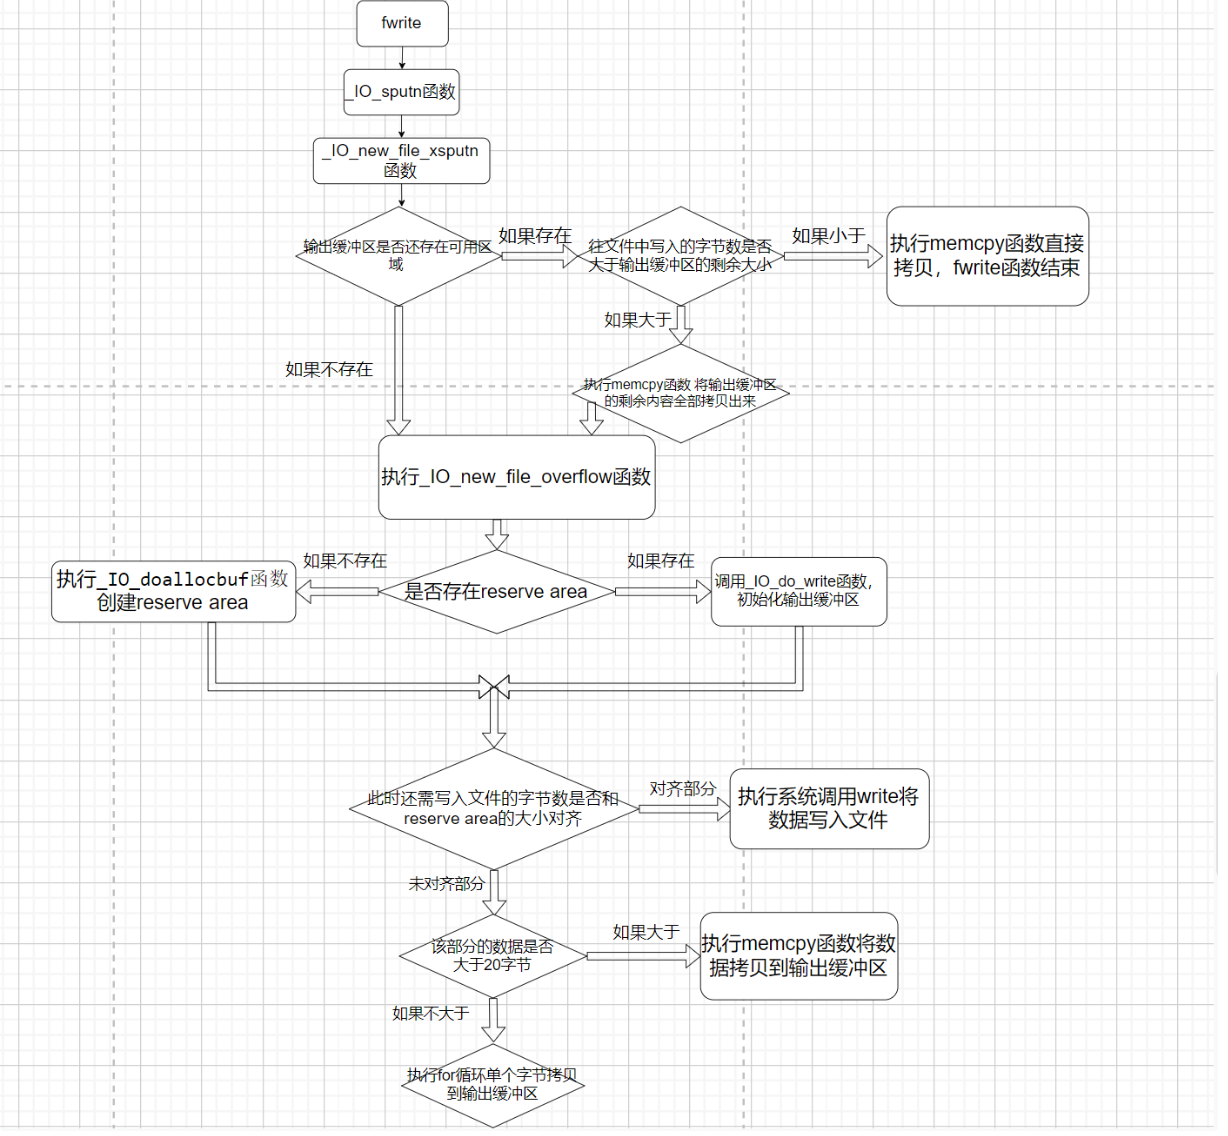 fwrite
_IO_sputn函数
_IO_new_file_xsputn
函数
输出缓冲区是否还存在可用区
域
如果存在
往文件中写入的字节数是否
大于输出缓冲区的剩余大小
如果小于
执行memcpy函数直接
拷贝，fwrite函数结束
如果大于
如果不存在
执行memcpy函数 将输出缓冲区
的剩余内容全部拷贝出来
执行_IO_new_file_overflow函数
如果不存在
如果存在
执行_IO_doallocbuf函数
创建reserve area
是否存在reserve area
调用_IO_do_write函数，
初始化输出缓冲区
此时还需写入文件的字节数是否和
reserve area的大小对齐
对齐部分
执行系统调用write将
数据写入文件
未对齐部分
该部分的数据是否
大于20字节
如果大于
执行memcpy函数将数
据拷贝到输出缓冲区
如果不大于
执行for循环单个字节拷贝
到输出缓冲区